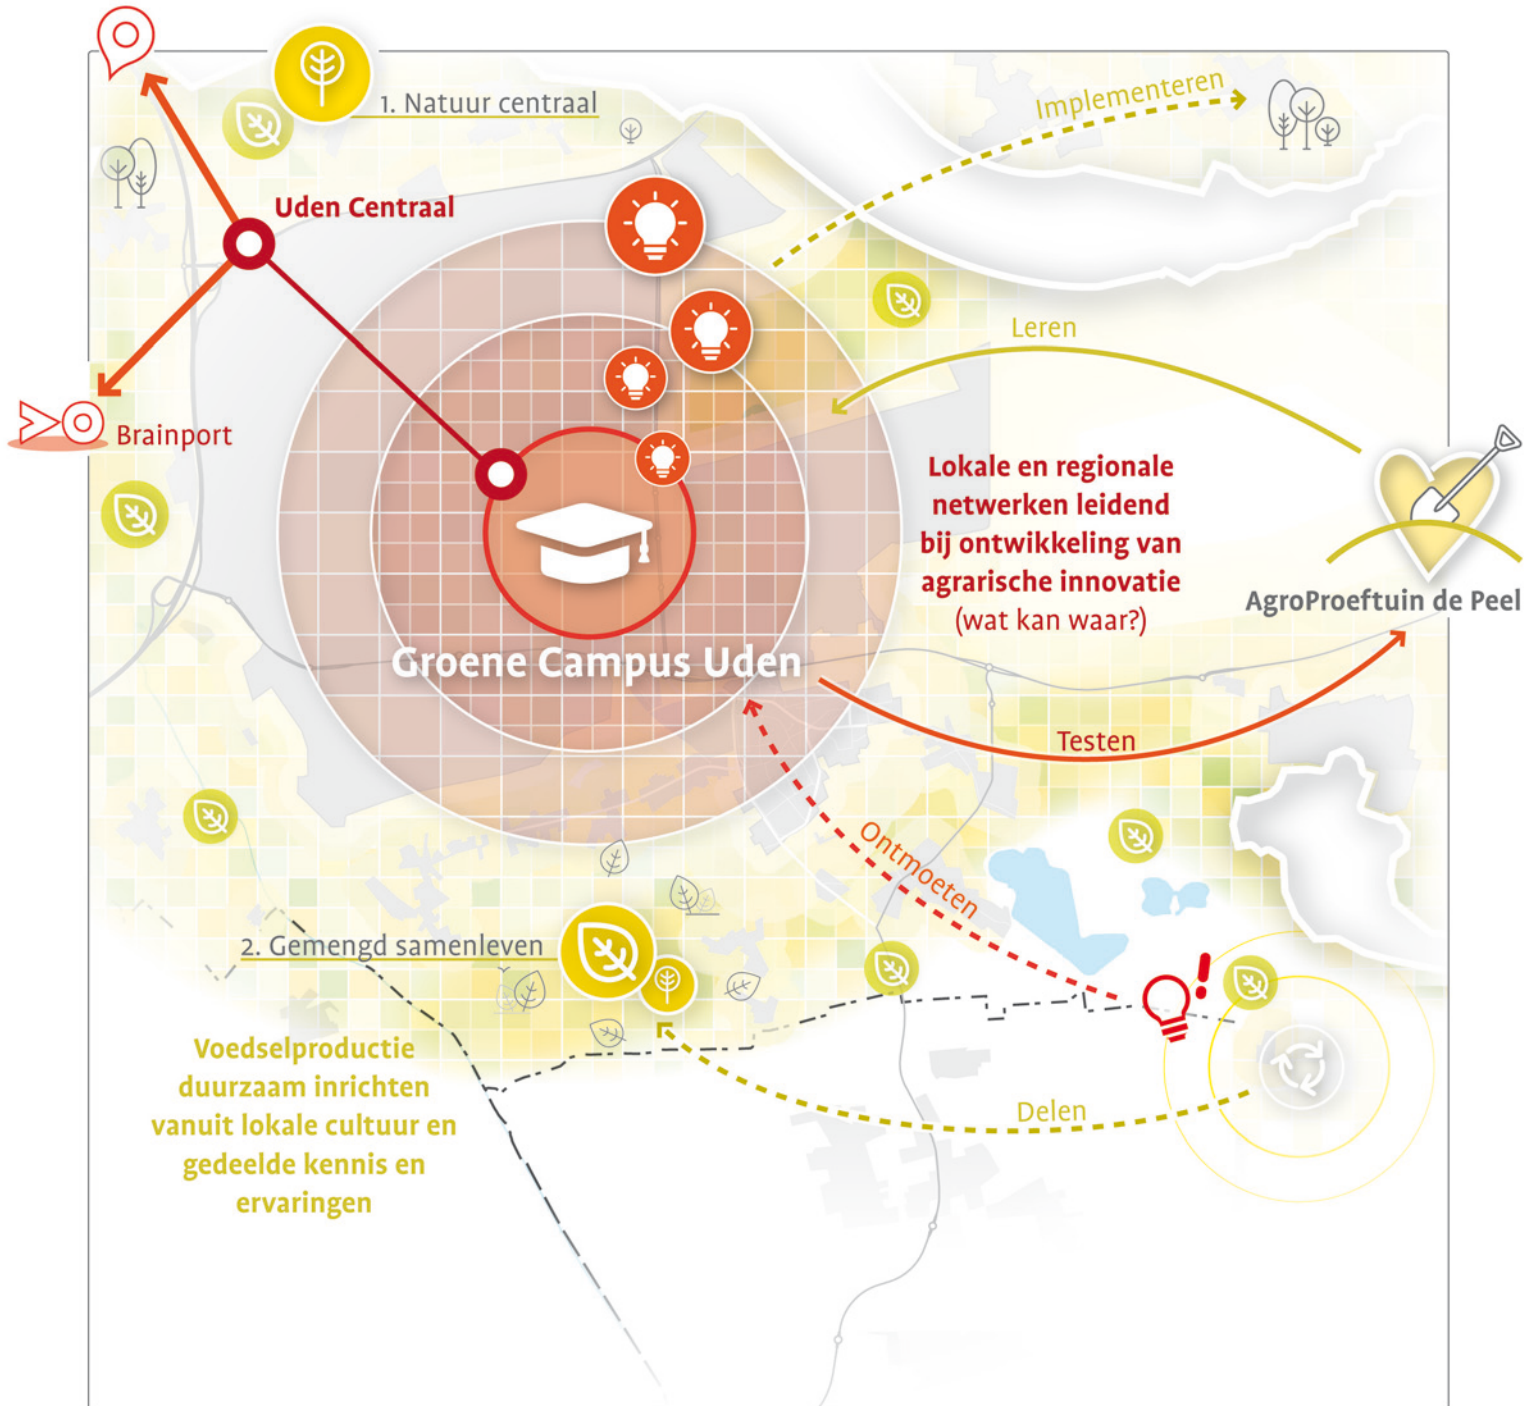 1. Natuur centraal
Implementeren
Uden Centraal
Leren
Brainport
Lokale en regionale
netwerken leidend
bij ontwikkeling van
agrarische innovatie
(wat kan waar?)
AgroProeftuin de Peel
Groene Campus Uden
Testen
Ontmoeten
2. Gemengd samenleven
Voedselproductie
duurzaam inrichten
vanuit lokale cultuur en
gedeelde kennis en
ervaringen
Delen